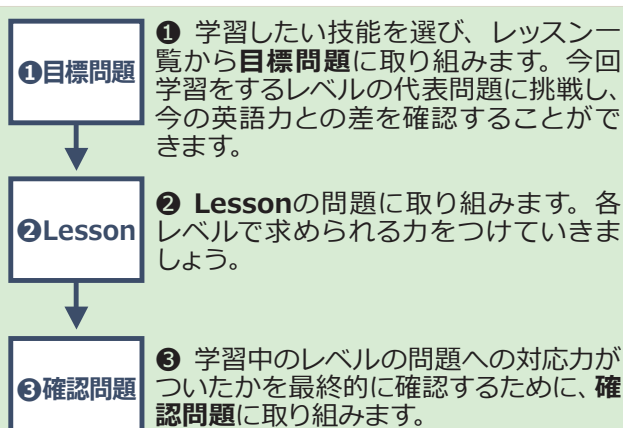 ❶目標問題
❶ 学習したい技能を選び、レッスン一
覧から目標問題に取り組みます。今回
学習をするレベルの代表問題に挑戦し、
今の英語力との差を確認することがで
きます。
❷Lesson
❷ Lessonの問題に取り組みます。各
レベルで求められる力をつけていきま
しょう。
❸確認問題
❸ 学習中のレベルの問題への対応力が
ついたかを最終的に確認するために、確
認問題に取り組みます。